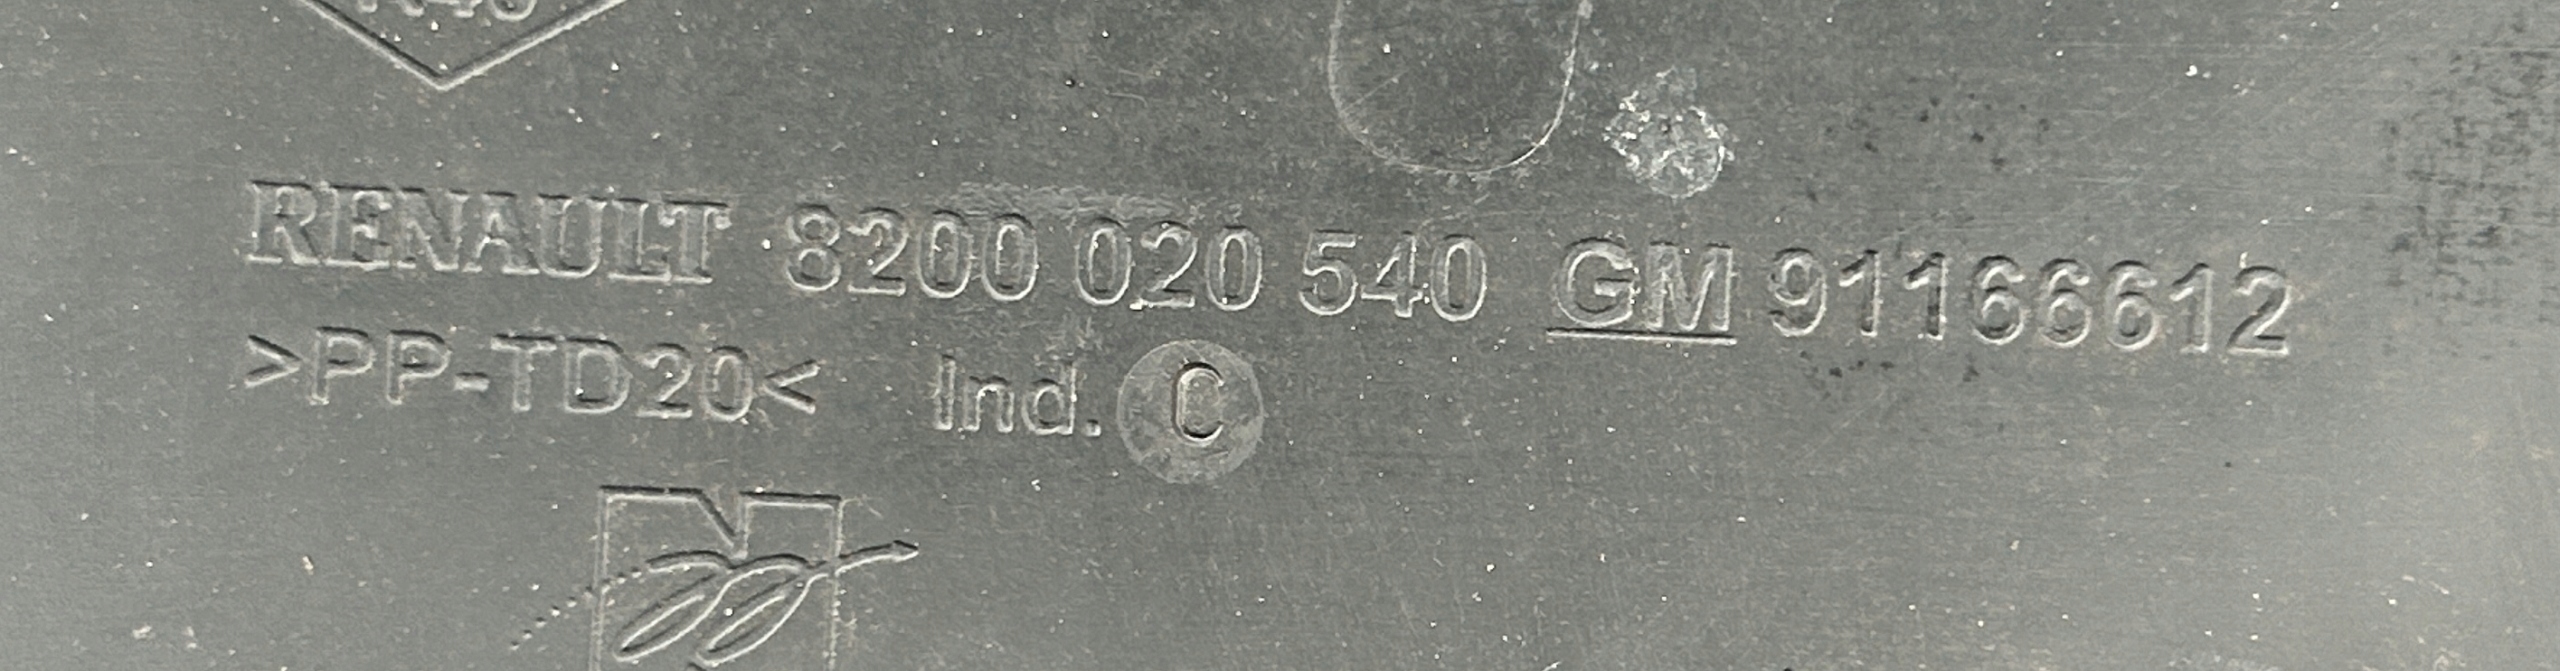 RENAULT 8200 020 540 GM 91166612
>PP-TD20< Ind. C